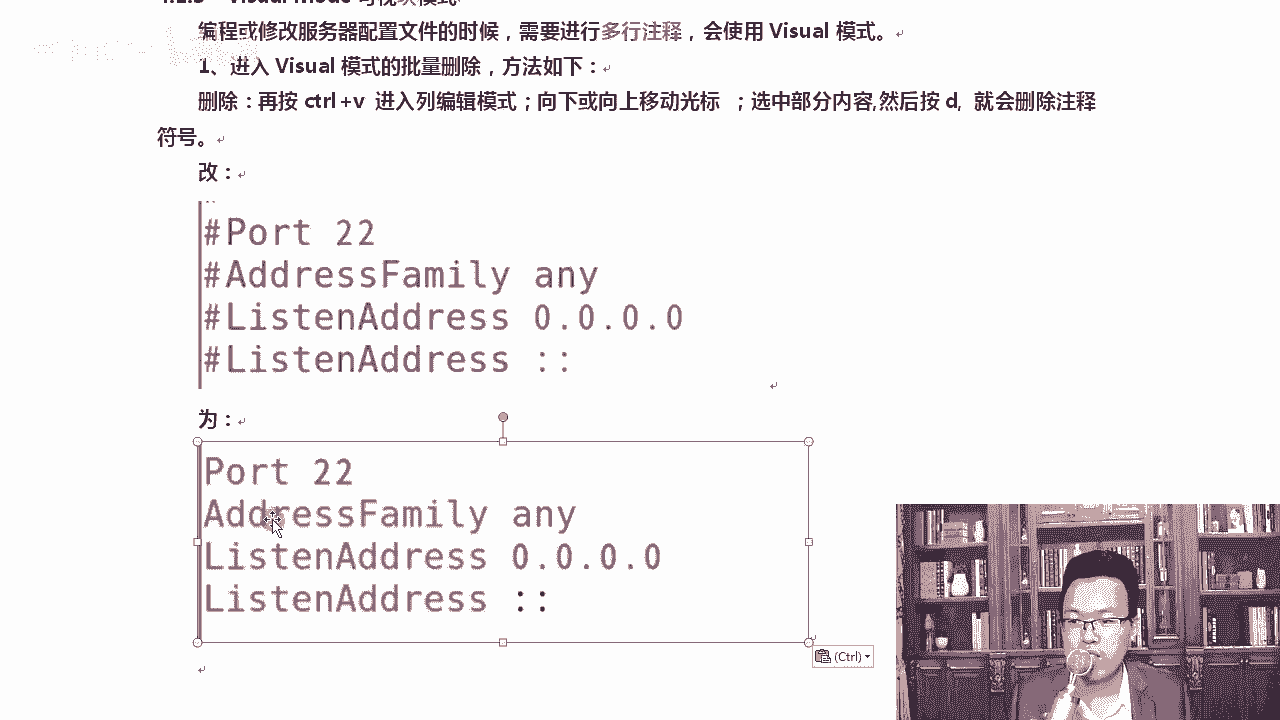 4.2.3 Visual mode 可视块模式
编程或修改服务器配置文件的时候，需要进行多行注释，会使用 Visual 模式。
1、进入 Visual 模式的批量删除，方法如下：
删除：再按 ctrl+v 进入列编辑模式；向下或向上移动光标 ；选中部分内容,然后按 d, 就会删除注释
符号。
改：
#Port 22
#AddressFamily any
#ListenAddress 0.0.0.0
#ListenAddress ::
为：
Port 22
AddressFamily any
ListenAddress 0.0.0.0
ListenAddress ::
(Ctrl)